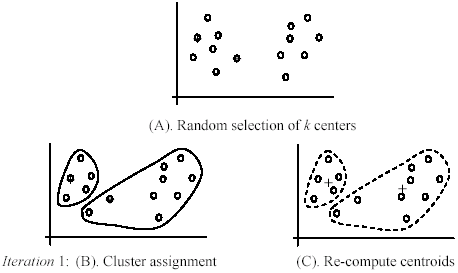 (A). Random selection of k centers
Iteration 1: (B). Cluster assignment
(C). Re-compute centroids